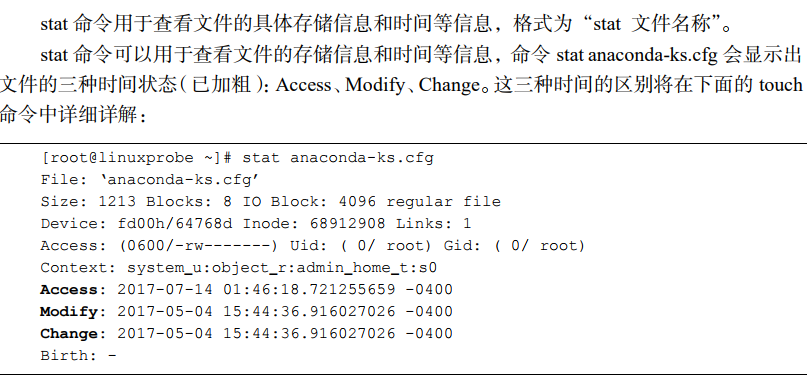 stat 命令用于查看文件的具体存储信息和时间等信息，格式为“stat 文件名称”。
stat 命令可以用于查看文件的存储信息和时间等信息，命令 stat anaconda-ks.cfg 会显示出
文件的三种时间状态（已加粗）：Access、Modify、Change。这三种时间的区别将在下面的 touch
命令中详细详解：
[root@linuxprobe ~]# stat anaconda-ks.cfg
File: ‘anaconda-ks.cfg’
Size: 1213 Blocks: 8 IO Block: 4096 regular file
Device: fd00h/64768d Inode: 68912908 Links: 1
Access: (0600/-rw-------) Uid: ( 0/ root) Gid: ( 0/ root)
Context: system_u:object_r:admin_home_t:s0
Access: 2017-07-14 01:46:18.721255659 -0400
Modify: 2017-05-04 15:44:36.916027026 -0400
Change: 2017-05-04 15:44:36.916027026 -0400
Birth: -